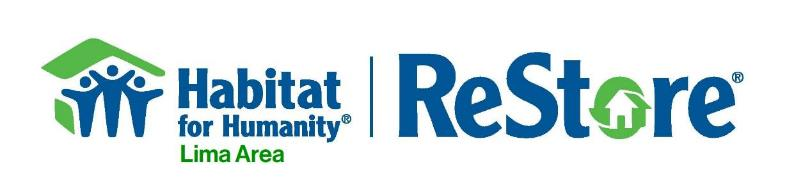 Habitat
for Humanity®
Lima Area
ReStore®